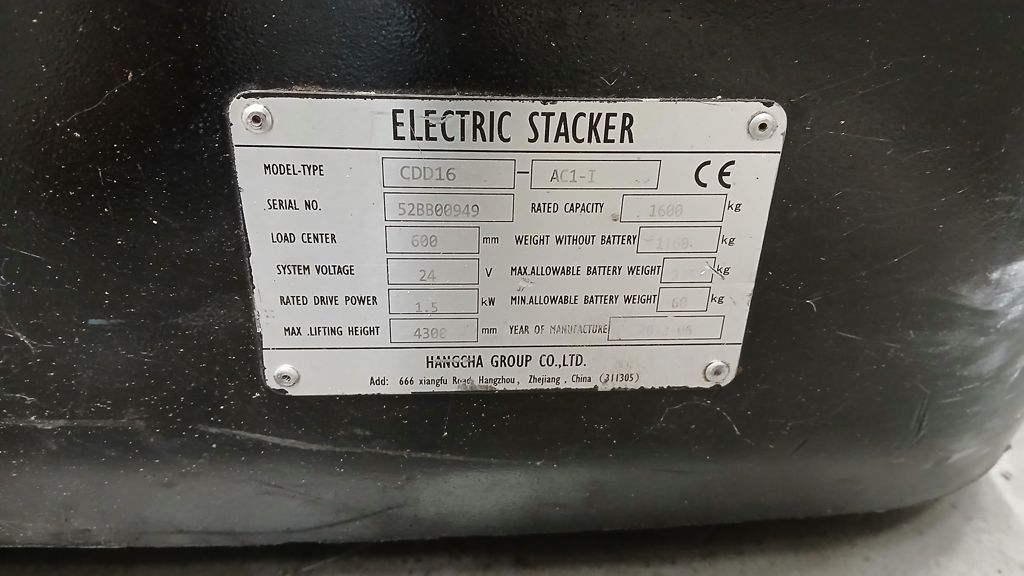 ELECTRIC STACKER
MODEL-TYPE CDD16 - AC1-I CE
SERIAL NO. 52BB00949 RATED CAPACITY 1600 kg
LOAD CENTER 600 mm WEIGHT WITHOUT BATTERY kg
SYSTEM VOLTAGE 24 V MAX.ALLOWABLE BATTERY WEIGHT kg
RATED DRIVE POWER 1.5 kW MIN.ALLOWABLE BATTERY WEIGHT 60 kg
MAX .LIFTING HEIGHT 4300 mm YEAR OF MANUFACTURE
HANGCHA GROUP CO.,LTD.
Add: 666 xiangfu Road, Hangzhou, Zhejiang, China (311305)